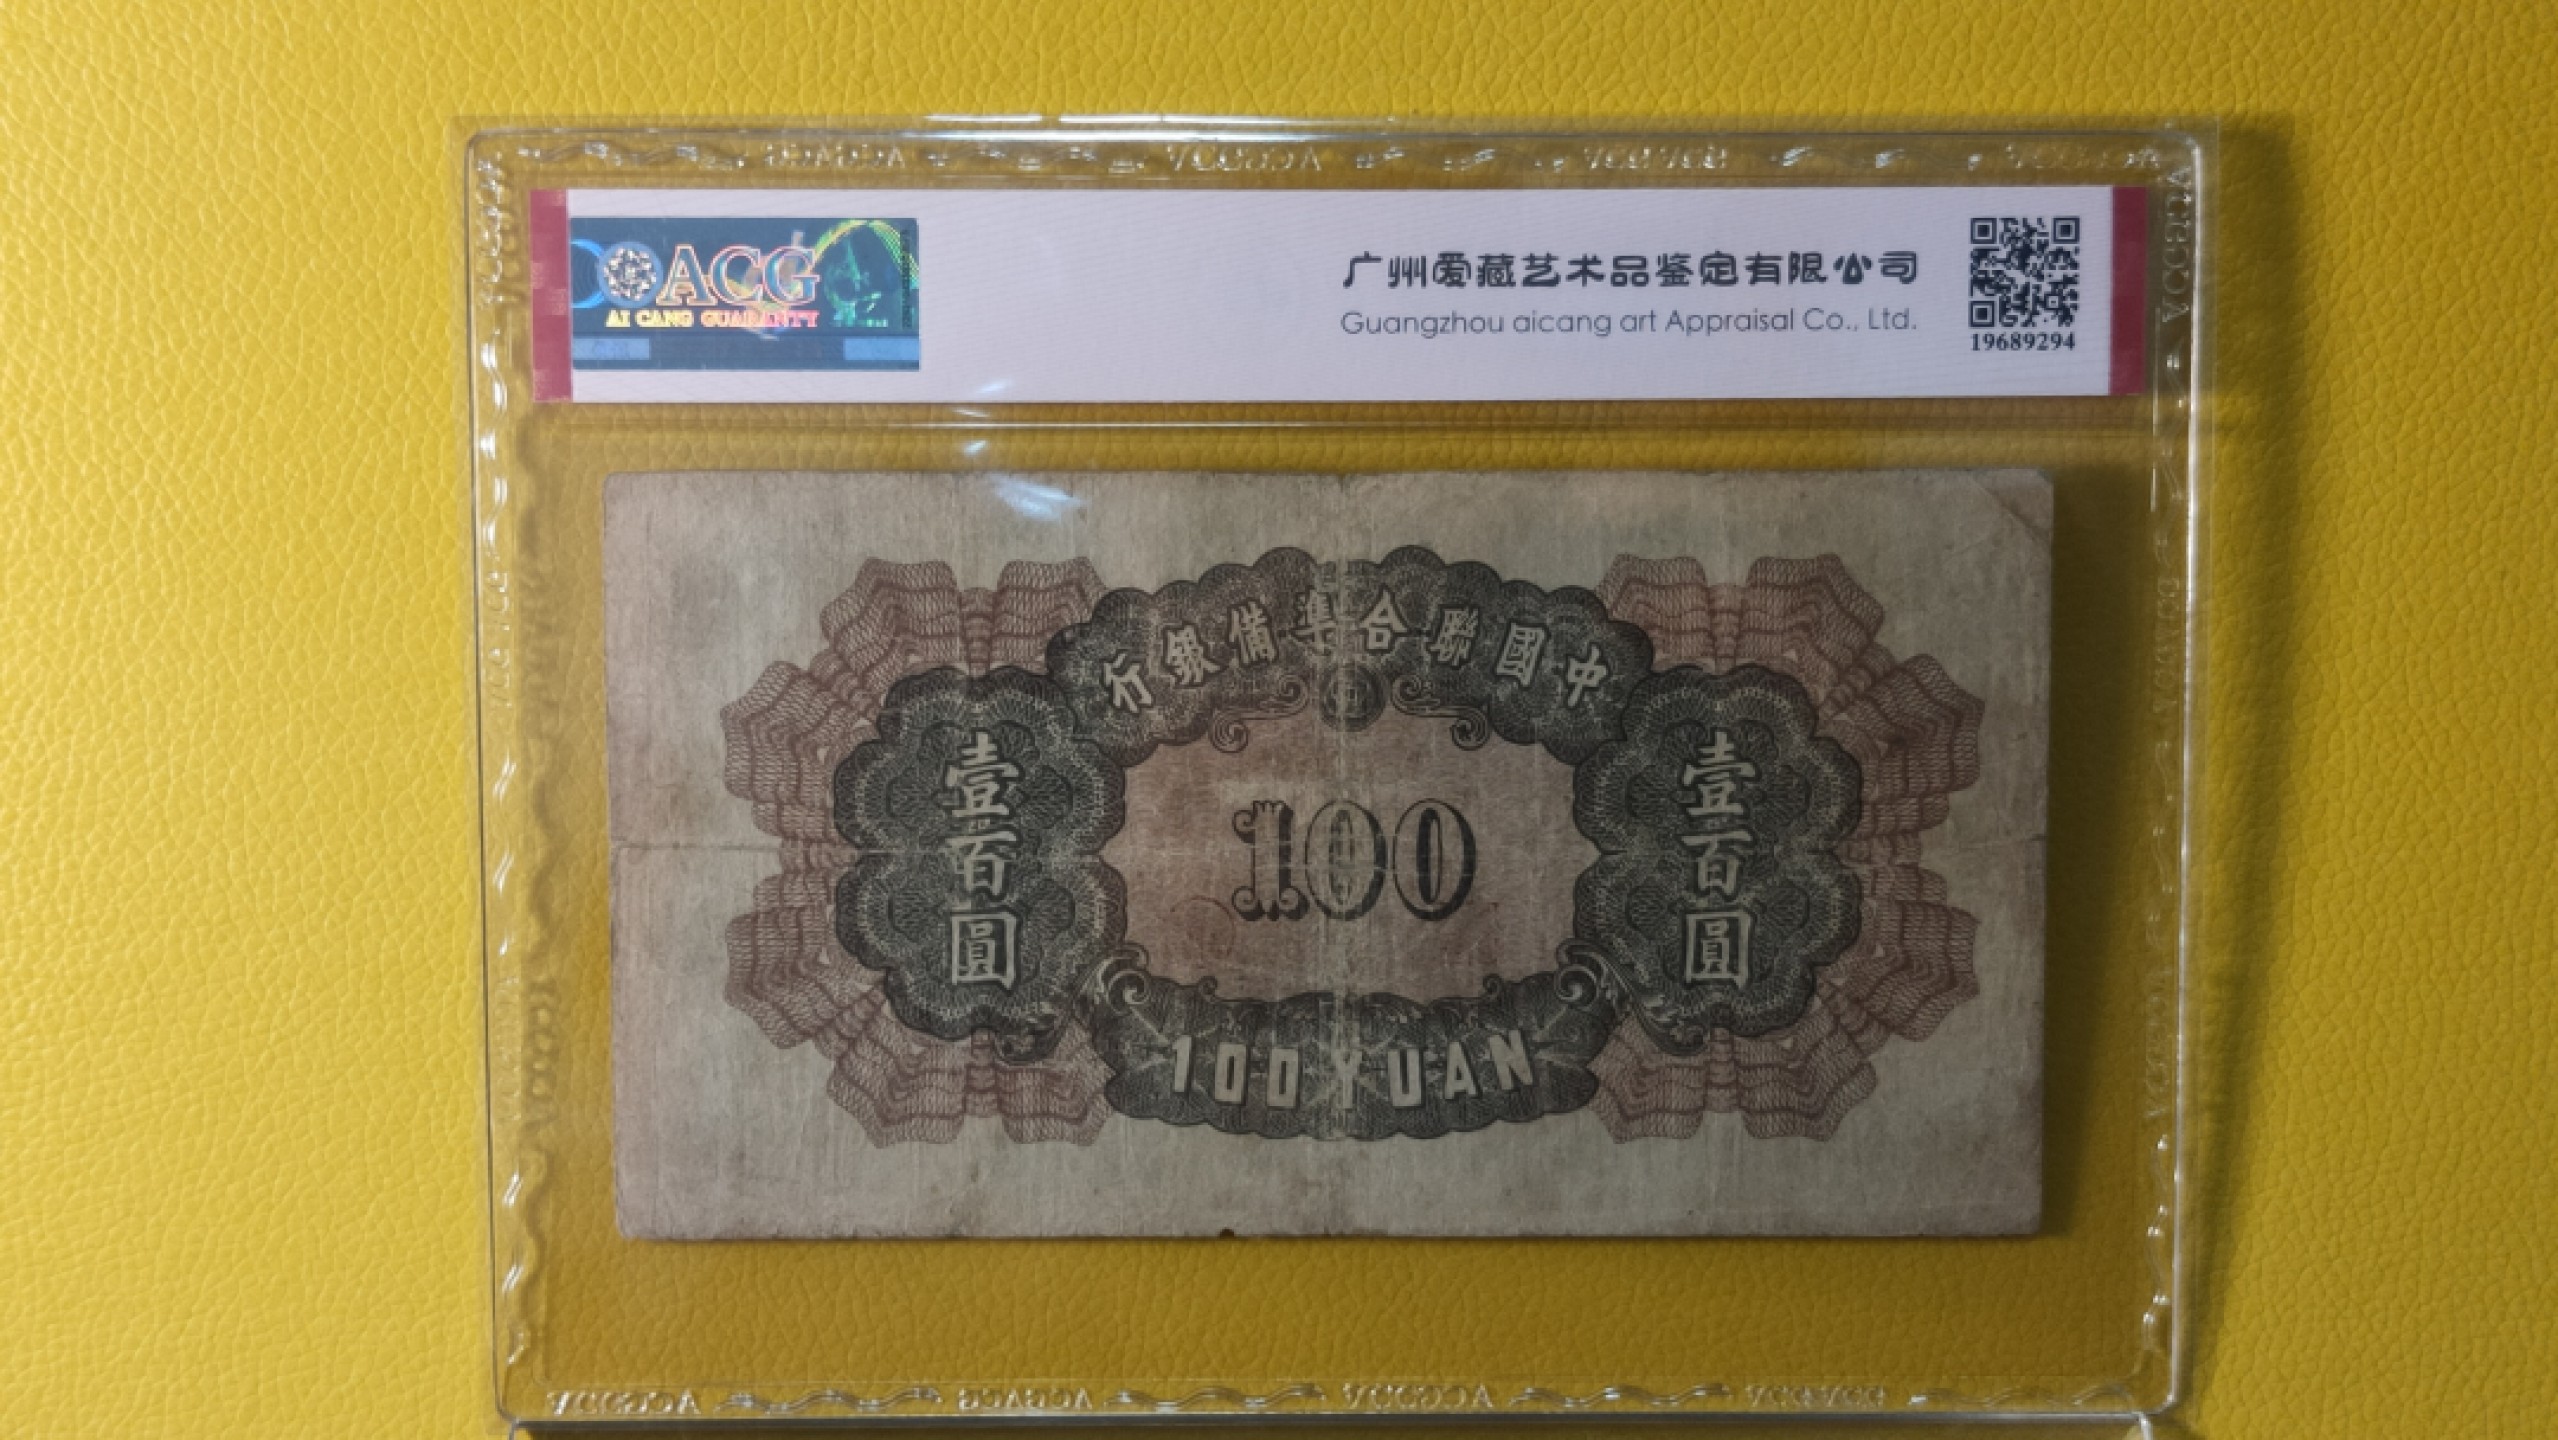 ACG
AI CANG GUARANTY
广州爱藏艺术品鉴定有限公司
Guangzhou aicang art Appraisal Co., Ltd.
19689294
行銀備準合聯國中
壹百圓
100
壹百圓
100 YUAN